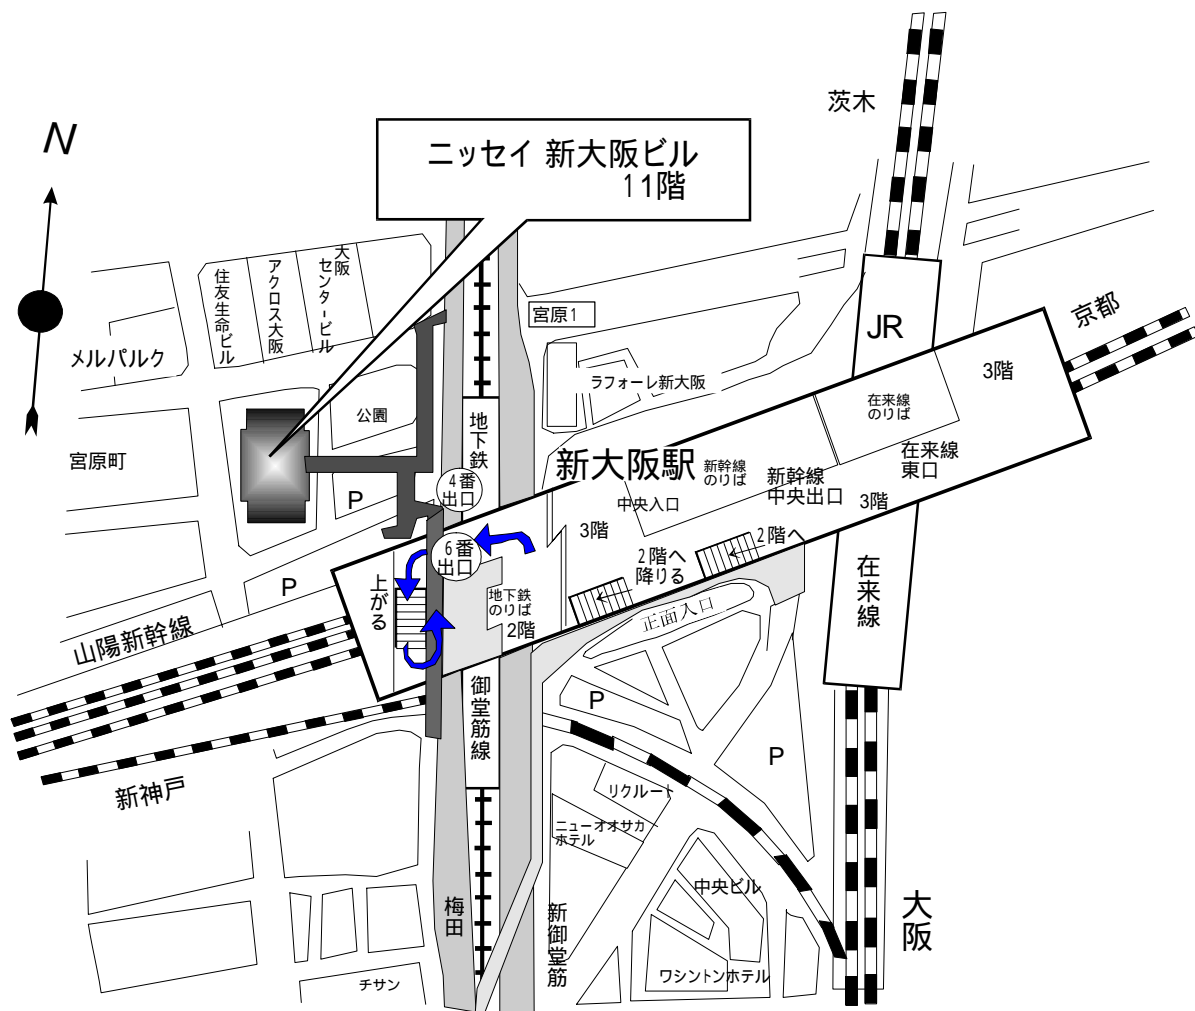 茨木
N
ニッセイ 新大阪ビル
11階
大阪
センタービル
アクロス大阪
住友生命ビル
宮原1
JR
京都
メルパルク
ラフォーレ新大阪
3階
公園
在来線
のりば
地下鉄
宮原町
新大阪駅
新幹線
のりば
在来線
東口
新幹線
中央出口
4番
出口
P
中央入口
3階
3階
2階へ
6番
出口
2階へ
降りる
上がる
P
地下鉄
のりば
2階
在来線
正面入口
山陽新幹線
御堂筋線
P
P
新神戸
リクルート
ニューオオサカ
ホテル
中央ビル
梅田
新御堂筋
大阪
ワシントンホテル
チサン